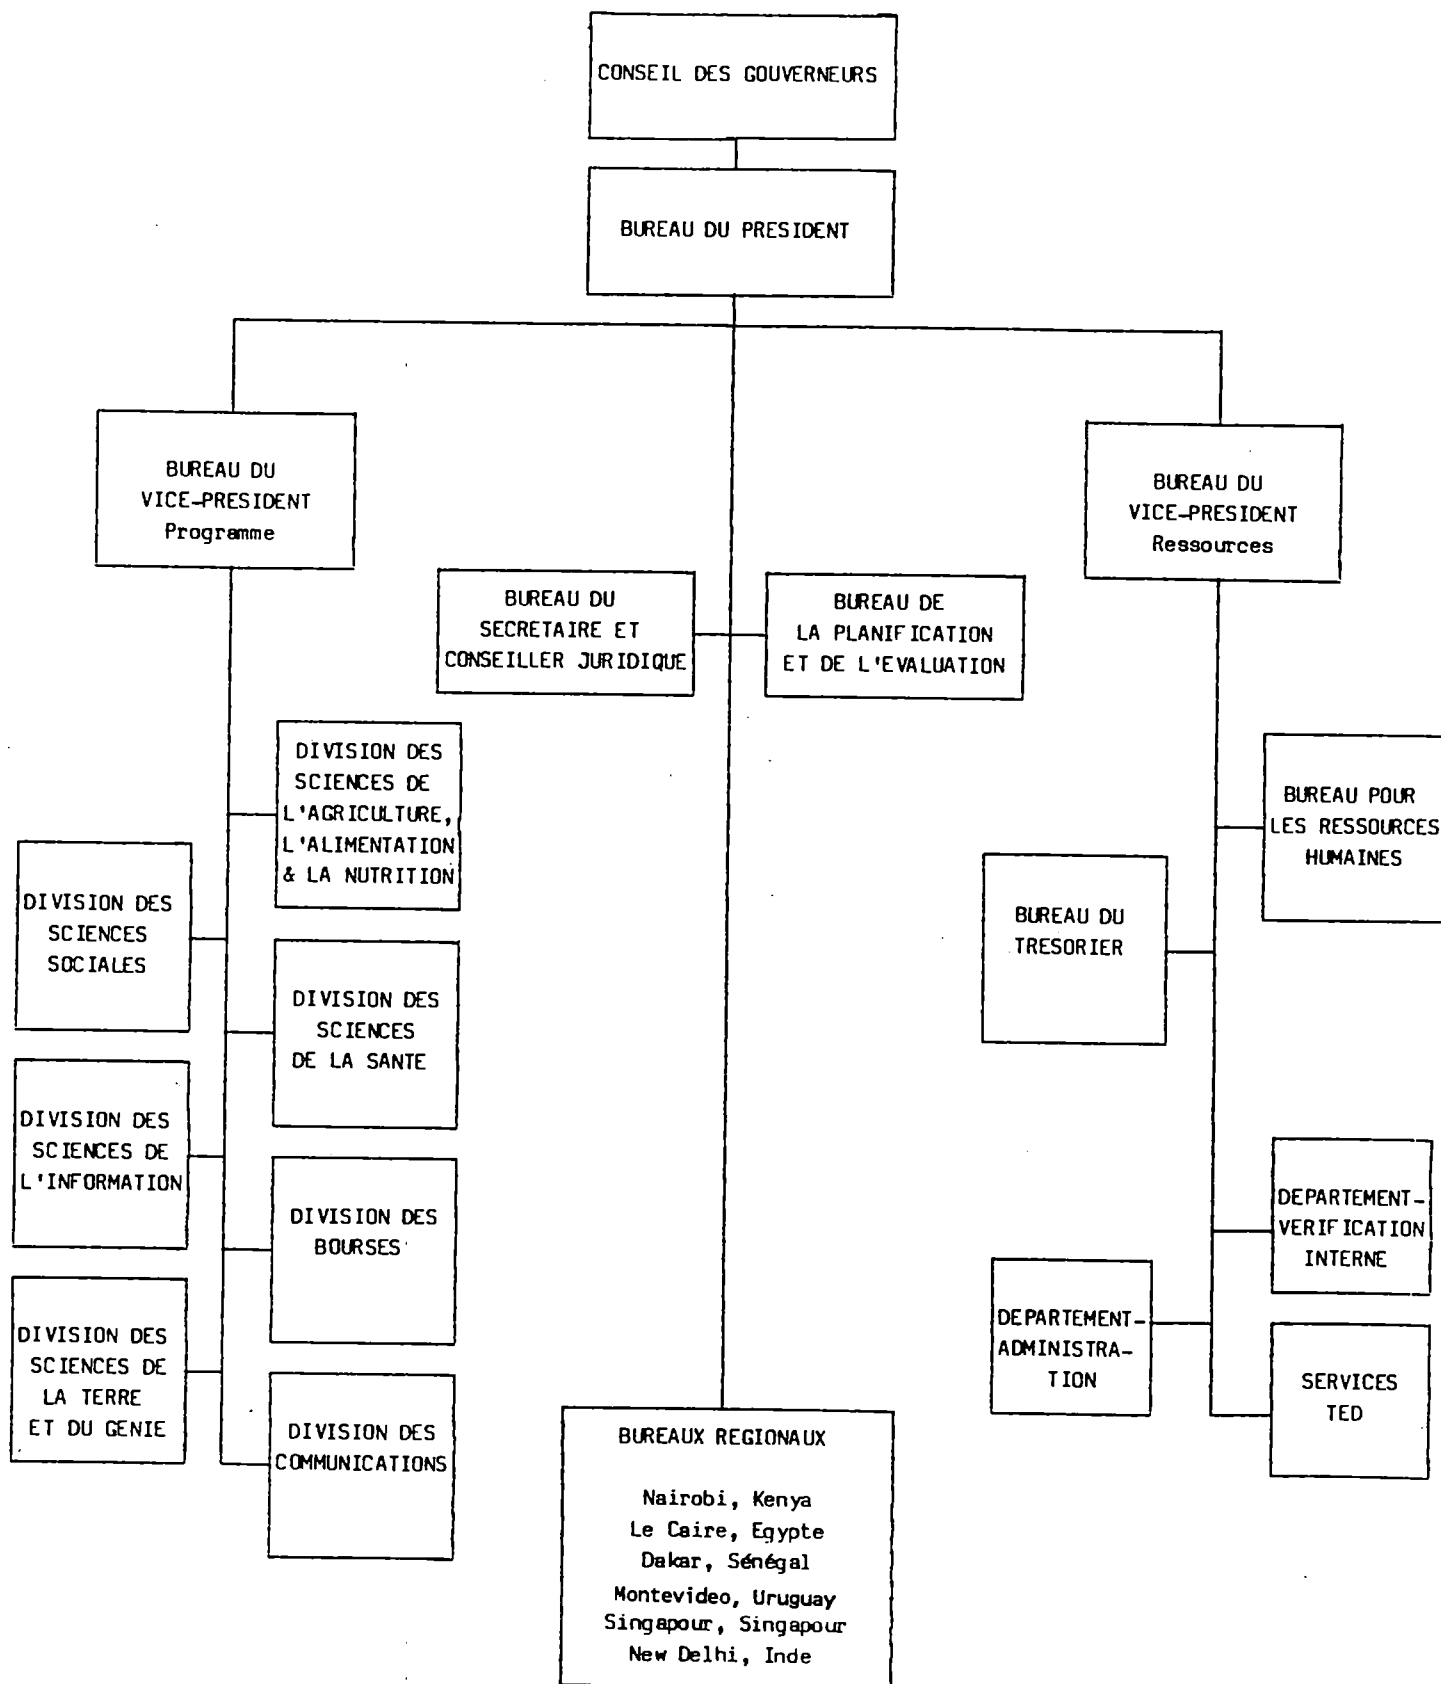 CONSEIL DES GOUVERNEURS
BUREAU DU PRESIDENT
BUREAU DU
VICE-PRESIDENT
Programme
BUREAU DU
VICE-PRESIDENT
Ressources
BUREAU DU
SECRETAIRE ET
CONSEILLER JURIDIQUE
BUREAU DE
LA PLANIFICATION
ET DE L'EVALUATION
DIVISION DES
SCIENCES DE
L'AGRICULTURE,
L'ALIMENTATION
& LA NUTRITION
DIVISION DES
SCIENCES
SOCIALES
DIVISION DES
SCIENCES
DE LA SANTE
DIVISION DES
SCIENCES DE
L'INFORMATION
DIVISION DES
BOURSES
DIVISION DES
SCIENCES DE
LA TERRE
ET DU GENIE
DIVISION DES
COMMUNICATIONS
BUREAUX REGIONAUX
Nairobi, Kenya
Le Caire, Egypte
Dakar, Sénégal
Montevideo, Uruguay
Singapour, Singapour
New Delhi, Inde
BUREAU POUR
LES RESSOURCES
HUMAINES
BUREAU DU
TRESORIER
DEPARTEMENT-
VERIFICATION
INTERNE
DEPARTEMENT-
ADMINISTRA-
TION
SERVICES
TED